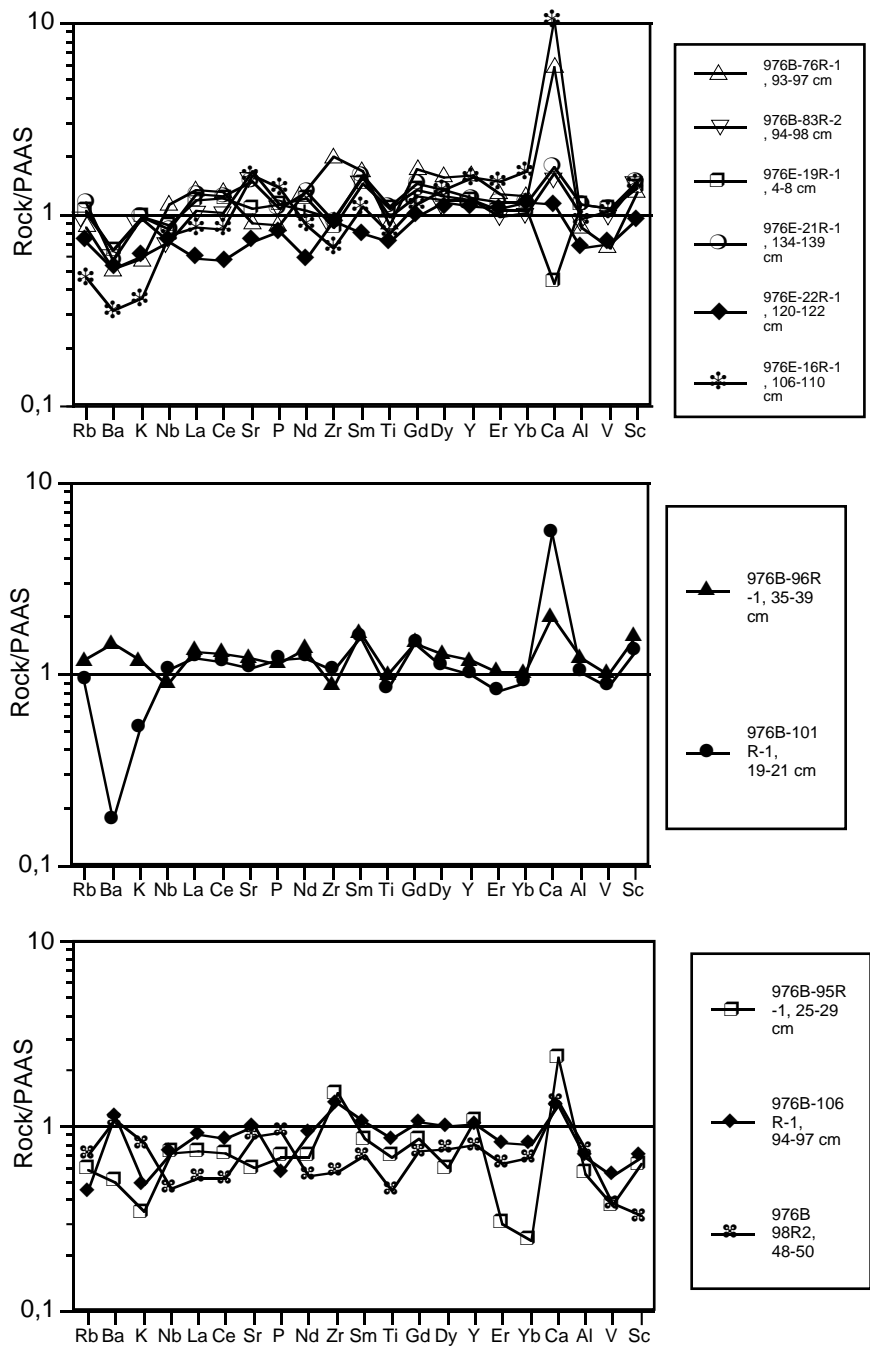 10
1
0,1
Rock/PAAS
Rb Ba K Nb La Ce Sr P Nd Zr Sm Ti Gd Dy Y Er Yb Ca Al V Sc
976B-76R-1
, 93-97 cm
976B-83R-2
, 94-98 cm
976E-19R-1
, 4-8 cm
976E-21R-1
, 134-139
cm
976E-22R-1
, 120-122
cm
976E-16R-1
, 106-110
cm
10
1
0,1
Rock/PAAS
Rb Ba K Nb La Ce Sr P Nd Zr Sm Ti Gd Dy Y Er Yb Ca Al V Sc
976B-96R
-1, 35-39
cm
976B-101
R-1,
19-21 cm
10
1
0,1
Rock/PAAS
Rb Ba K Nb La Ce Sr P Nd Zr Sm Ti Gd Dy Y Er Yb Ca Al V Sc
976B-95R
-1, 25-29
cm
976B-106
R-1,
94-97 cm
976B
98R2,
48-50